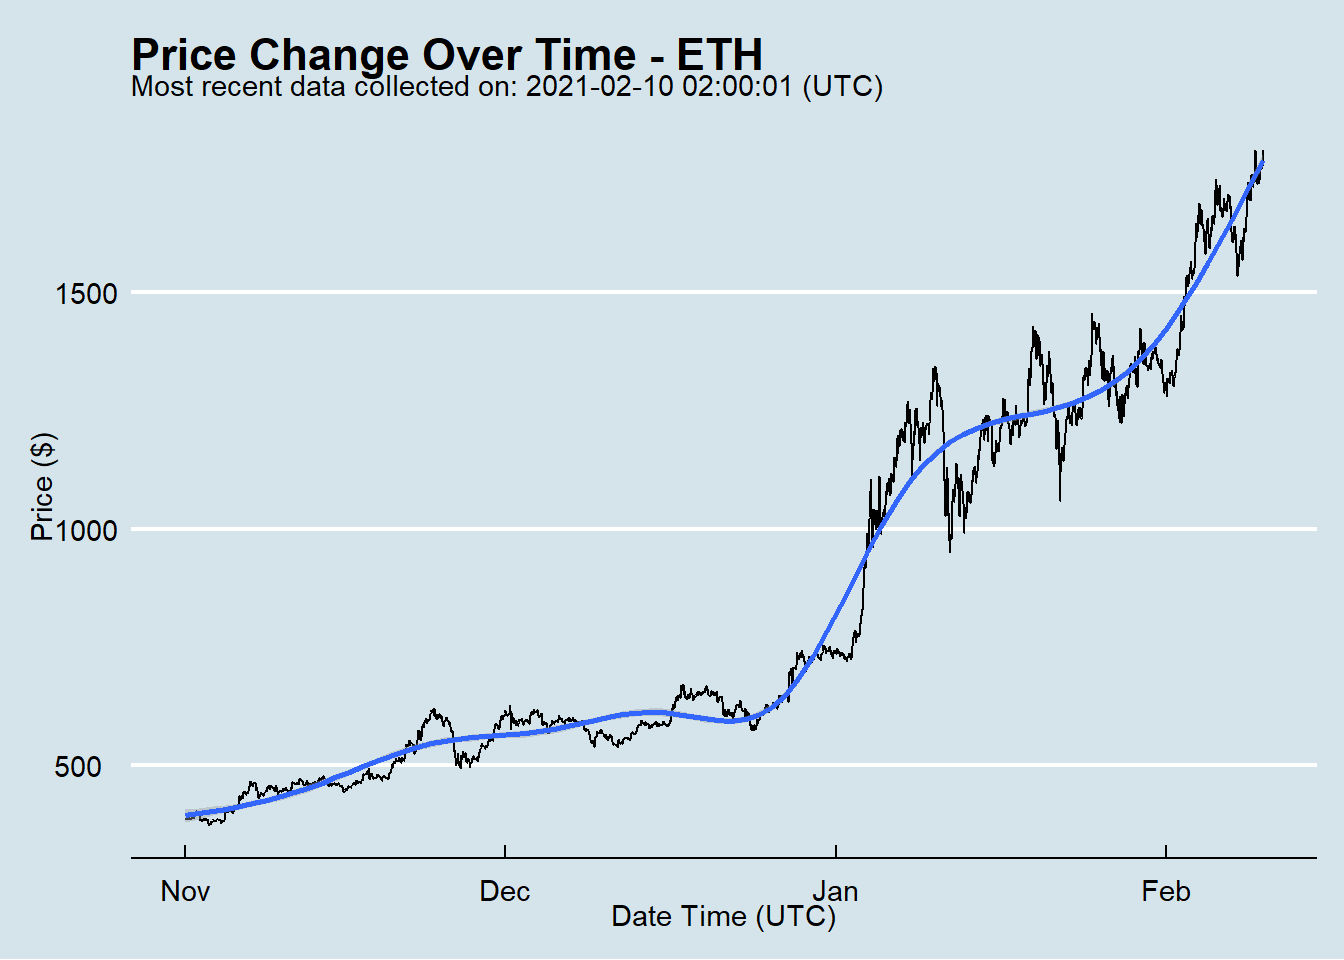 Price Change Over Time - ETH
Most recent data collected on: 2021-02-10 02:00:01 (UTC)
1500
1000
500
Price ($)
Nov
Dec
Jan
Feb
Date Time (UTC)